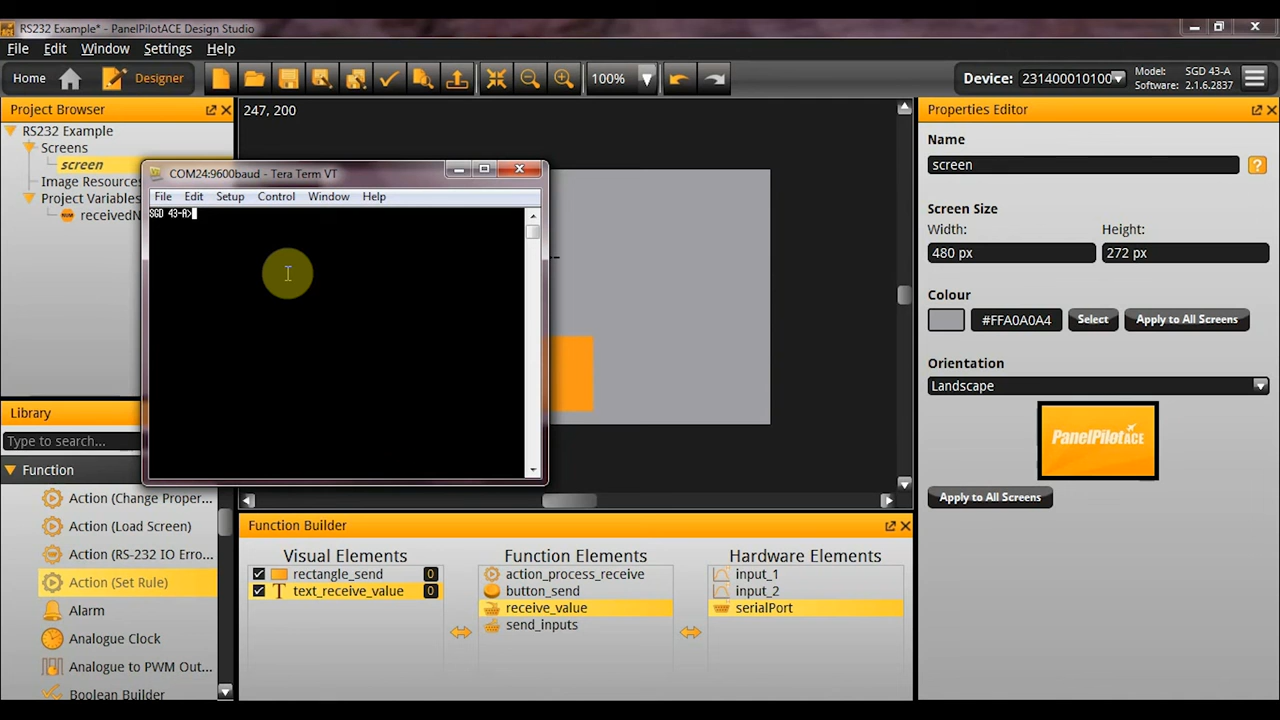 RS232 Example* - PanelPilotACE Design Studio
File Edit Window Settings Help
Home Designer 100% Device: 231400010100 Model: SGD 43-A
Software: 2.1.6.2837
Project Browser
RS232 Example
Screens
screen
Image Resources
Project Variables
receivedN
247, 200
COM24:9600baud - Tera Term VT
File Edit Setup Control Window Help
SGD 43-A>
--
Library
Type to search...
Function
Action (Change Proper...
Action (Load Screen)
Action (RS-232 IO Erro...
Action (Set Rule)
Alarm
Analogue Clock
Analogue to PWM Out...
Boolean Builder
Function Builder
Visual Elements
rectangle_send 0
text_receive_value 0
Function Elements
action_process_receive
button_send
receive_value
send_inputs
Hardware Elements
input_1
input_2
serialPort
Properties Editor
Name
screen
Screen Size
Width: Height:
480 px 272 px
Colour
#FFA0A0A4 Select Apply to All Screens
Orientation
Landscape
PanelPilotACE
Apply to All Screens